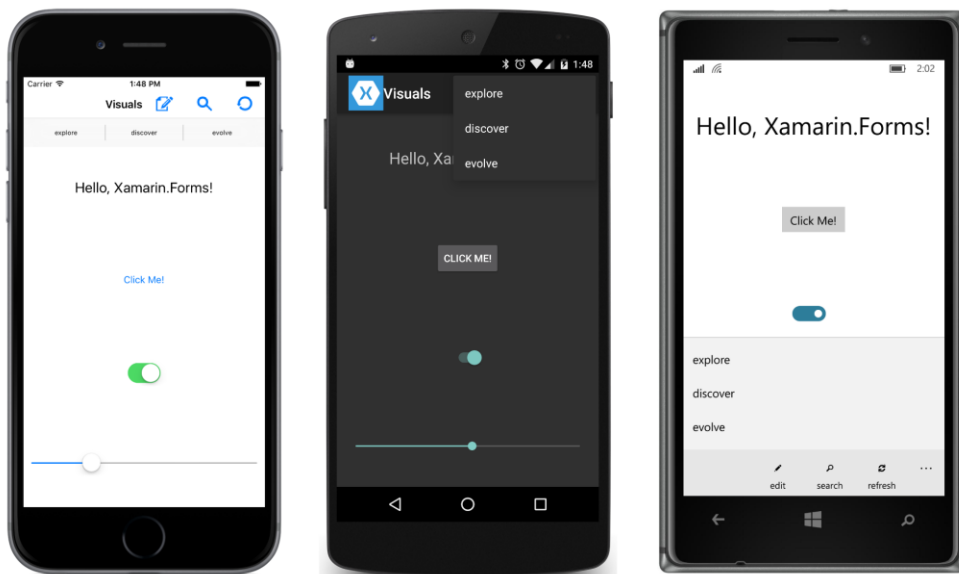 Carrier 1:48 PM
Visuals
explore discover evolve
Hello, Xamarin.Forms!
Click Me!
1:48
Visuals
explore
discover
evolve
Hello, Xa
CLICK ME!
2:02
Hello, Xamarin.Forms!
Click Me!
explore
discover
evolve
edit search refresh